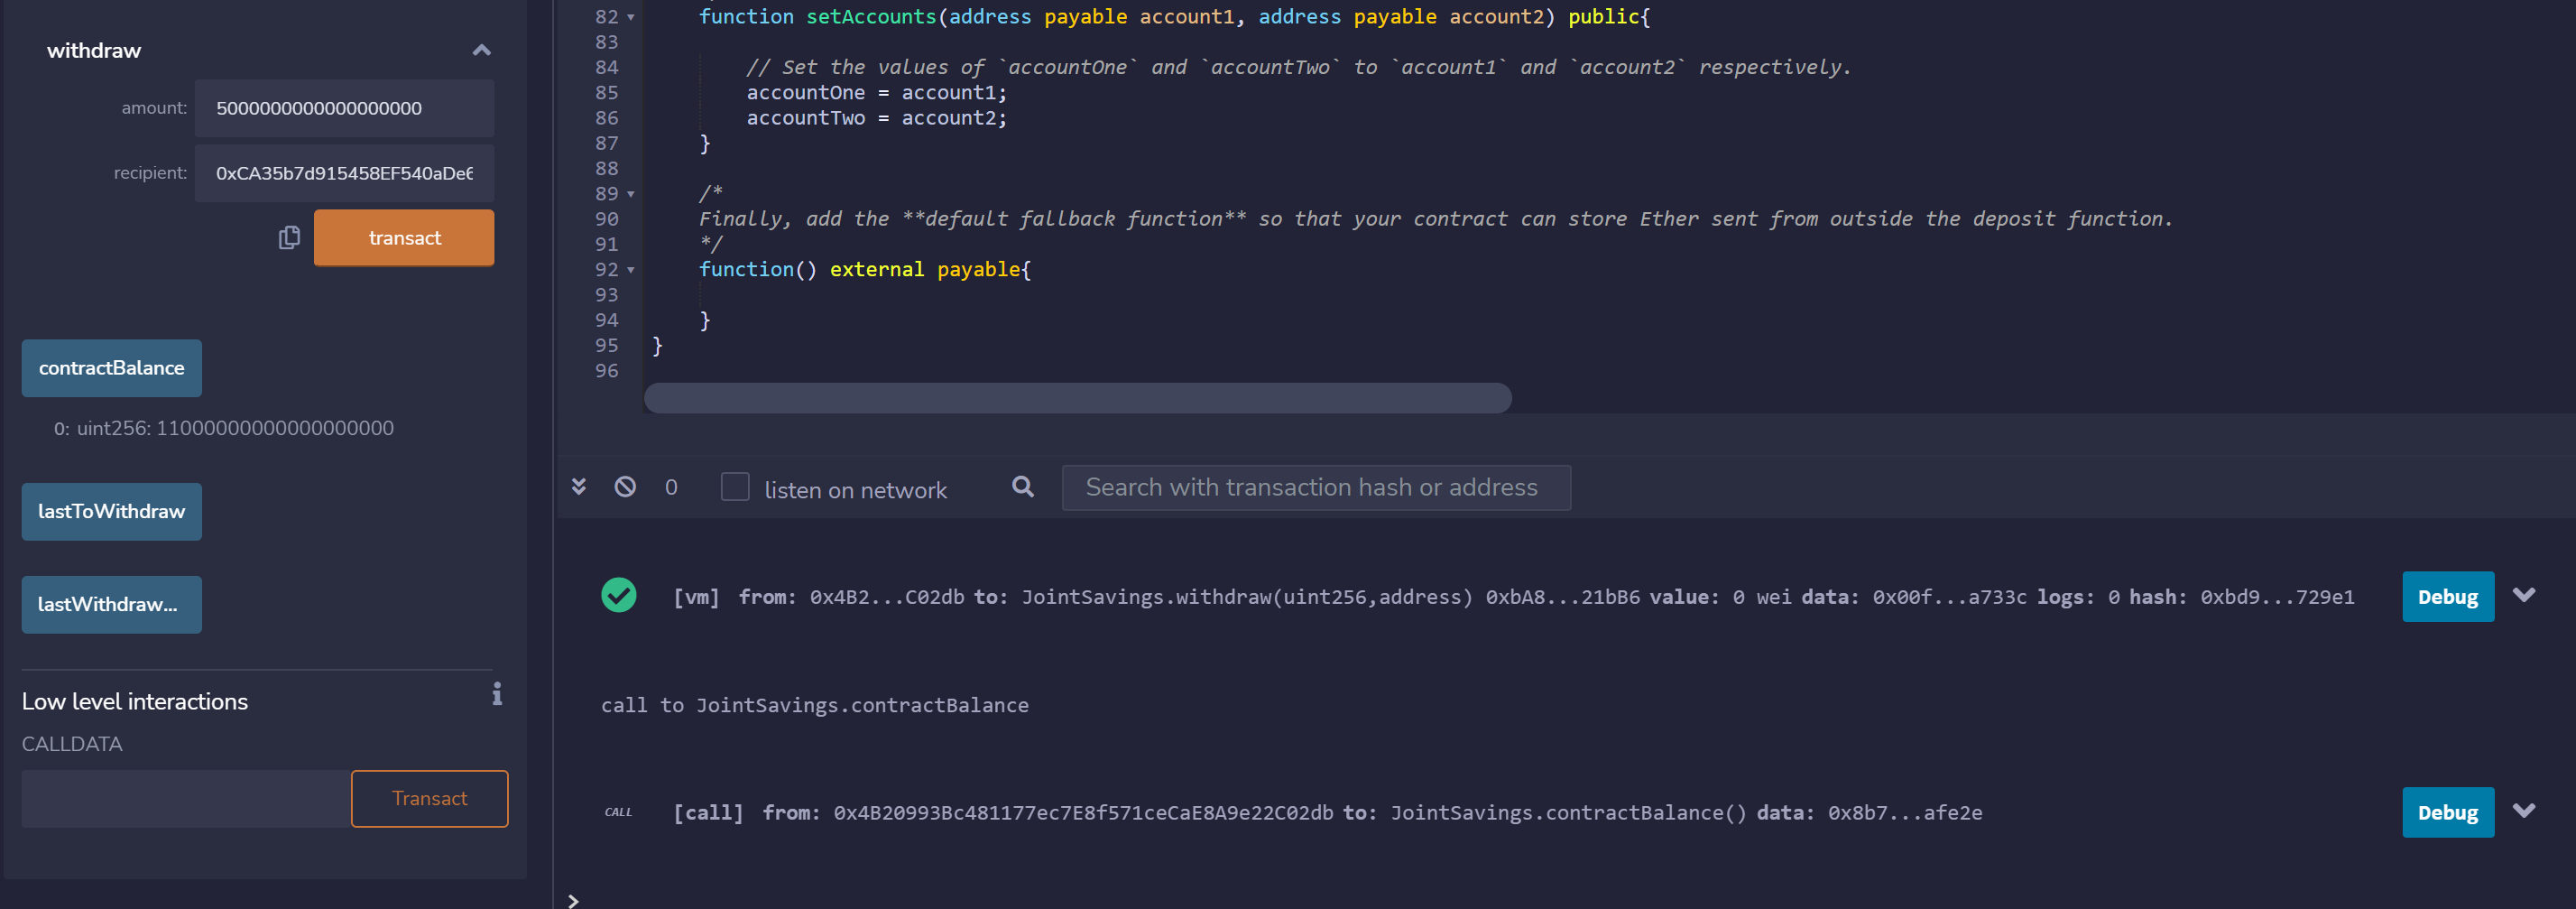 withdraw
amount: 5000000000000000000
recipient: 0xCA35b7d915458EF540aDe6
transact
contractBalance
0: uint256: 11000000000000000000
lastToWithdraw
lastWithdraw...
Low level interactions
CALLDATA
Transact
82 function setAccounts(address payable account1, address payable account2) public{
83
84 // Set the values of `accountOne` and `accountTwo` to `account1` and `account2` respectively.
85 accountOne = account1;
86 accountTwo = account2;
87 }
88
89 /*
90 Finally, add the **default fallback function** so that your contract can store Ether sent from outside the deposit function.
91 */
92 function() external payable{
93
94 }
95 }
96
0 listen on network Search with transaction hash or address
[vm] from: 0x4B2...C02db to: JointSavings.withdraw(uint256,address) 0xbA8...21bB6 value: 0 wei data: 0x00f...a733c logs: 0 hash: 0xbd9...729e1 Debug
call to JointSavings.contractBalance
CALL [call] from: 0x4B20993Bc481177ec7E8f571ceCaE8A9e22C02db to: JointSavings.contractBalance() data: 0x8b7...afe2e Debug
>